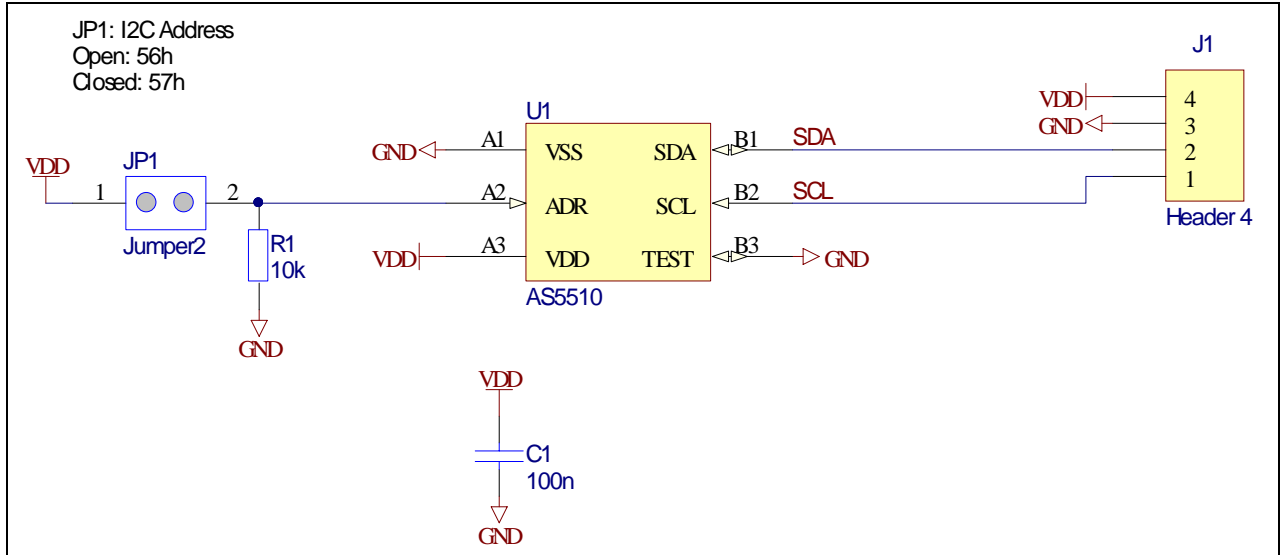 JP1: I2C Address
Open: 56h
Closed: 57h
J1
VDD 4
GND 3
2
1
Header 4
U1
GND A1 VSS SDA B1 SDA
VDD JP1
1 2 A2 ADR SCL B2 SCL
Jumper2
R1
10k
GND
VDD A3 VDD TEST B3 GND
AS5510
VDD
C1
100n
GND